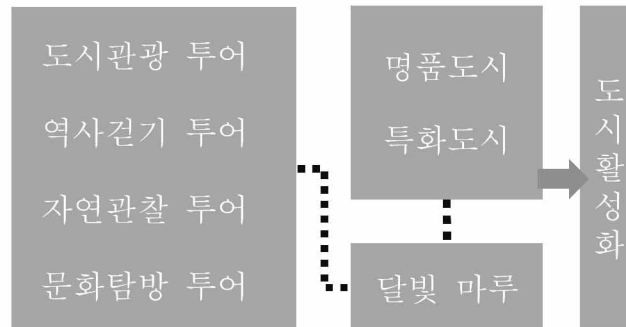 도시관광 투어
역사걷기 투어
자연관찰 투어
문화탐방 투어
명품도시
특화도시
달빛 마루
도시활성화